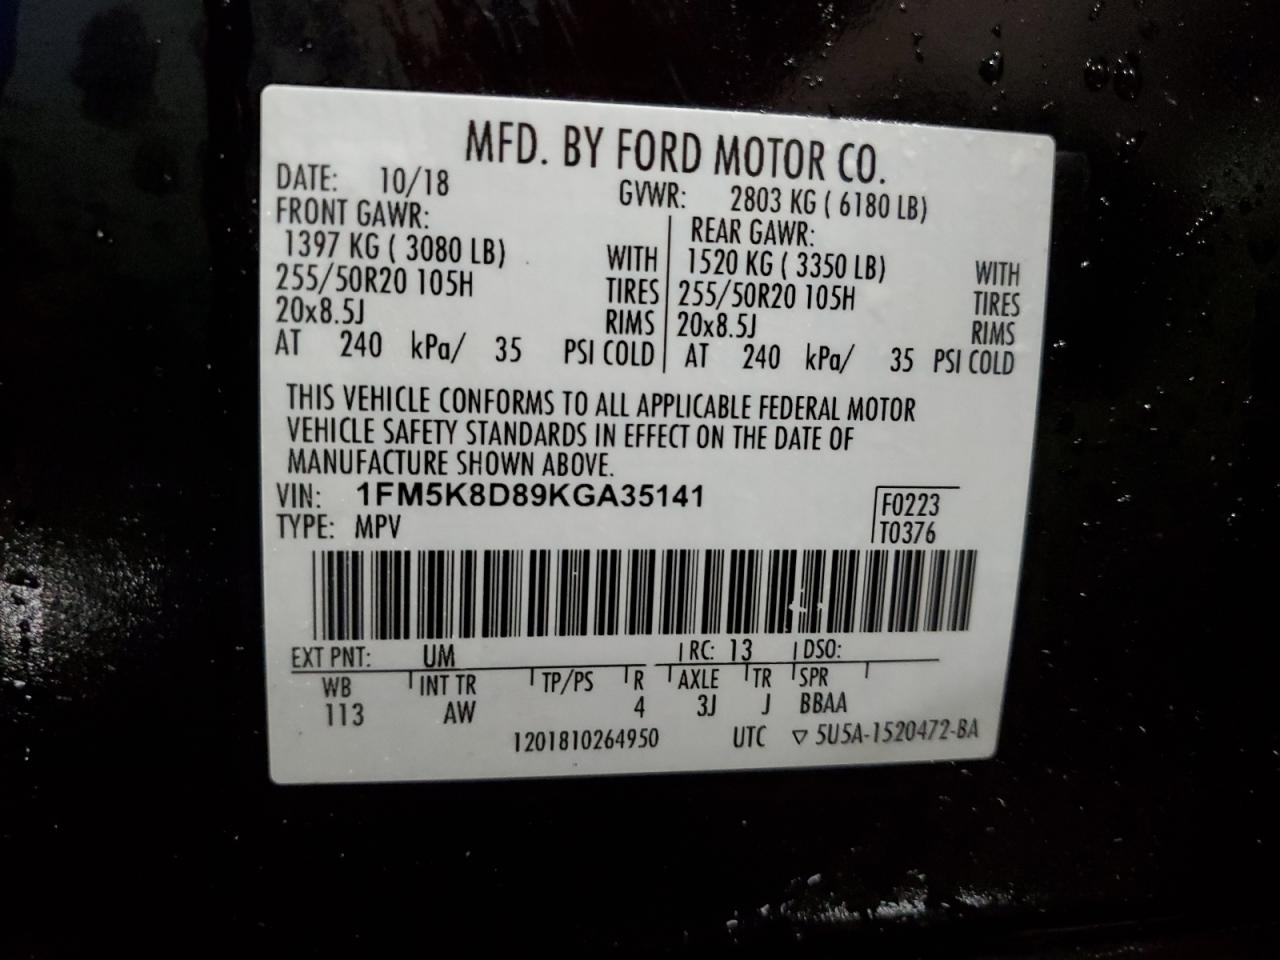 MFD. BY FORD MOTOR CO.
DATE: 10/18 GVWR: 2803 KG ( 6180 LB)
FRONT GAWR: REAR GAWR:
1397 KG ( 3080 LB) WITH 1520 KG ( 3350 LB) WITH
255/50R20 105H TIRES 255/50R20 105H TIRES
20x8.5J RIMS 20x8.5J RIMS
AT 240 kPa/ 35 PSI COLD AT 240 kPa/ 35 PSI COLD
THIS VEHICLE CONFORMS TO ALL APPLICABLE FEDERAL MOTOR
VEHICLE SAFETY STANDARDS IN EFFECT ON THE DATE OF
MANUFACTURE SHOWN ABOVE.
VIN: 1FM5K8D89KGA35141 F0223
TYPE: MPV T0376
EXT PNT: UM RC: 13 DSO:
WB INT TR TP/PS R AXLE TR SPR
113 AW 4 3J J BBAA
1201810264950 UTC ▽ 5U5A-1520472-BA